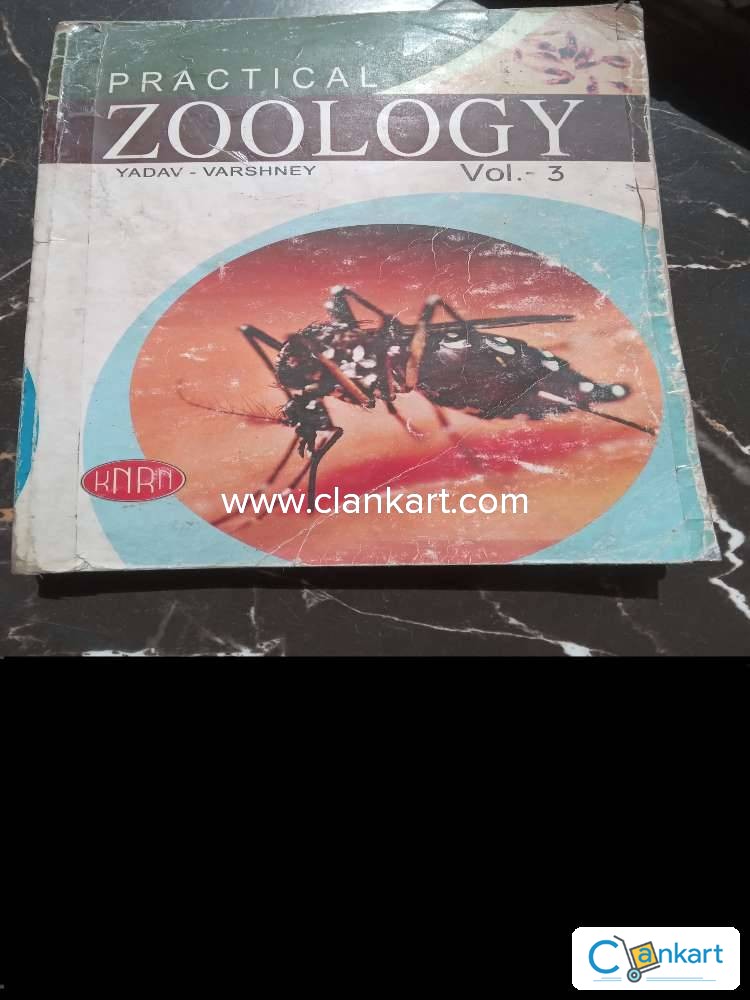 PRACTICAL
ZOOLOGY
YADAV - VARSHNEY
Vol.- 3
KNRN
www.clankart.com
Clankart